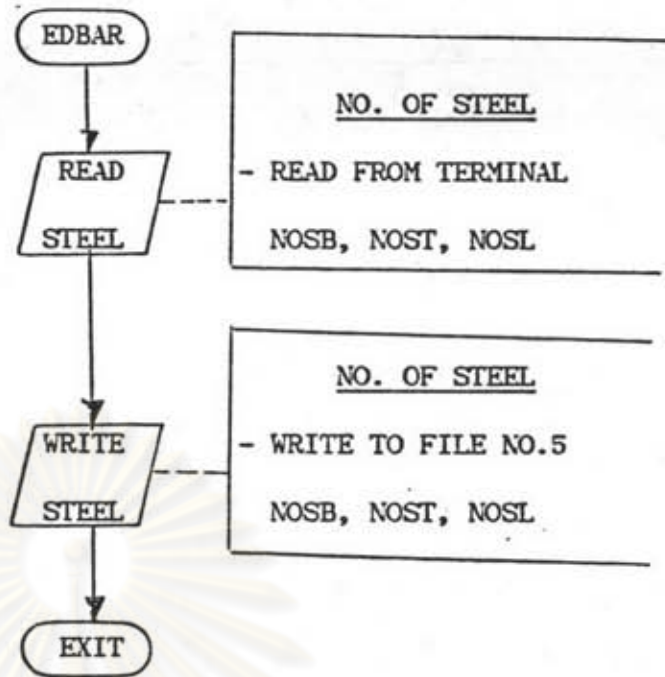 EDBAR
READ
STEEL
NO. OF STEEL
- READ FROM TERMINAL
NOSB, NOST, NOSL
WRITE
STEEL
NO. OF STEEL
- WRITE TO FILE NO.5
NOSB, NOST, NOSL
EXIT